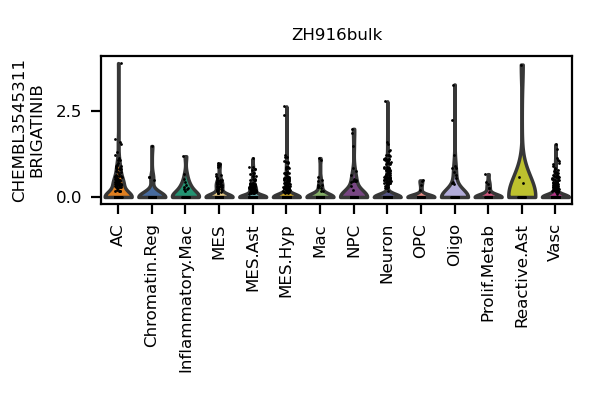 ZH916bulk
CHEMBL3545311
BRIGATINIB
2.5
0.0
AC
Chromatin.Reg
Inflammatory.Mac
MES
MES.Ast
MES.Hyp
Mac
NPC
Neuron
OPC
Oligo
Prolif.Metab
Reactive.Ast
Vasc